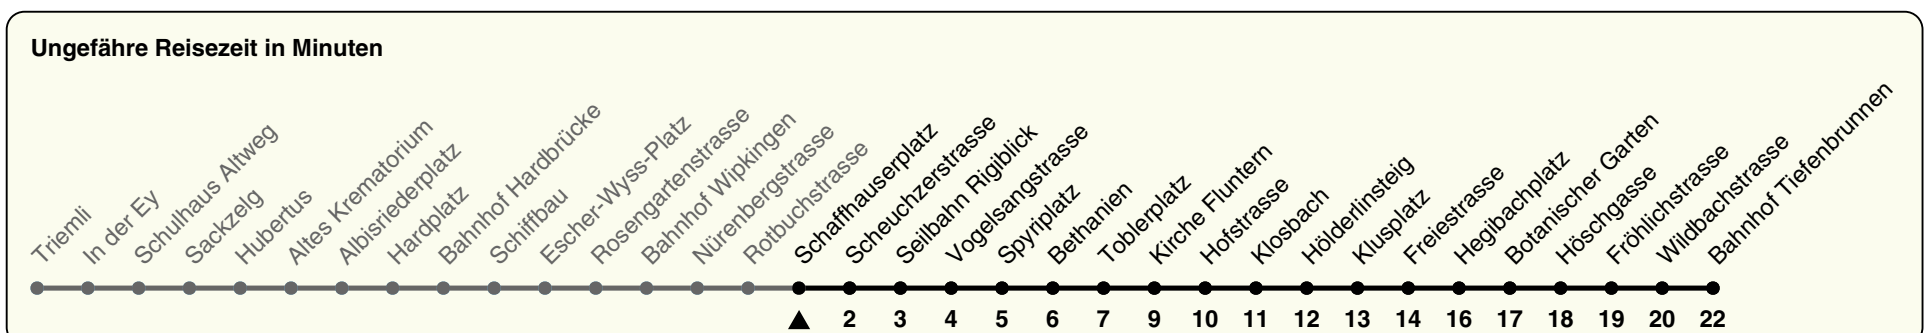 Ungefähre Reisezeit in Minuten
Triemli
In der Ey
Schulhaus Altweg
Sackzelg
Hubertus
Altes Krematorium
Albisriederplatz
Hardplatz
Bahnhof Hardbrücke
Schiffbau
Escher-Wyss-Platz
Rosengartenstrasse
Bahnhof Wipkingen
Nürenbergstrasse
Rotbuchstrasse
Schaffhauserplatz
Scheuchzerstrasse
Seilbahn Rigiblick
Vogelsangstrasse
Spyriplatz
Bethanien
Toblerplatz
Kirche Fluntern
Hofstrasse
Klosbach
Hölderlinsteig
Klusplatz
Freiestrasse
Hegibachplatz
Botanischer Garten
Höschgasse
Fröhlichstrasse
Wildbachstrasse
Bahnhof Tiefenbrunnen
2 3 4 5 6 7 9 10 11 12 13 14 16 17 18 19 20 22